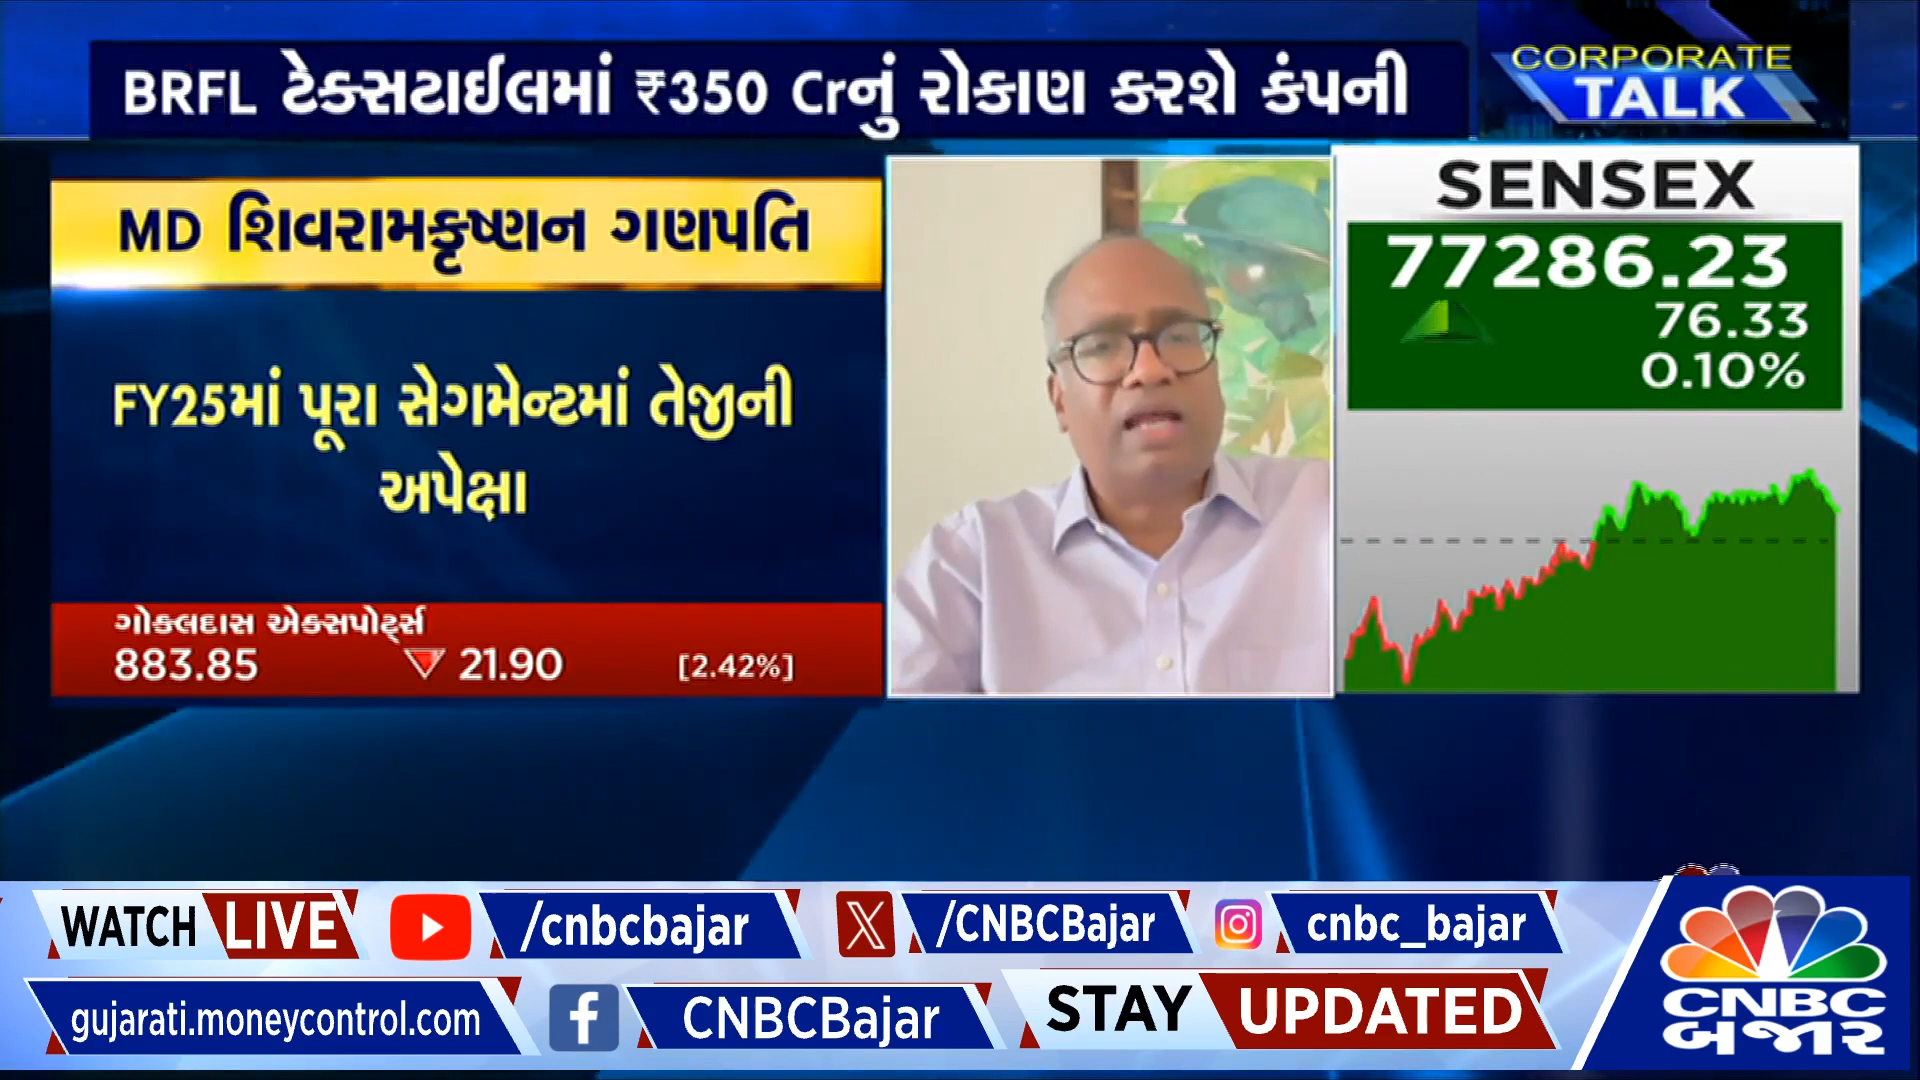 BRFL ટેક્સટાઈલમાં ₹350 Crનું રોકાણ કરશે કંપની
CORPORATE
TALK
MD શિવરામકૃષ્ણન ગણપતિ
FY25માં પૂરા સેગમેન્ટમાં તેજીની
અપેક્ષા
ગોકલદાસ એક્સપોર્ટ્સ
883.85 21.90 [2.42%]
SENSEX
77286.23
76.33
0.10%
WATCH LIVE /cnbcbajar /CNBCBajar cnbc_bajar
gujarati.moneycontrol.com CNBCBajar STAY UPDATED
CNBC
બજાર